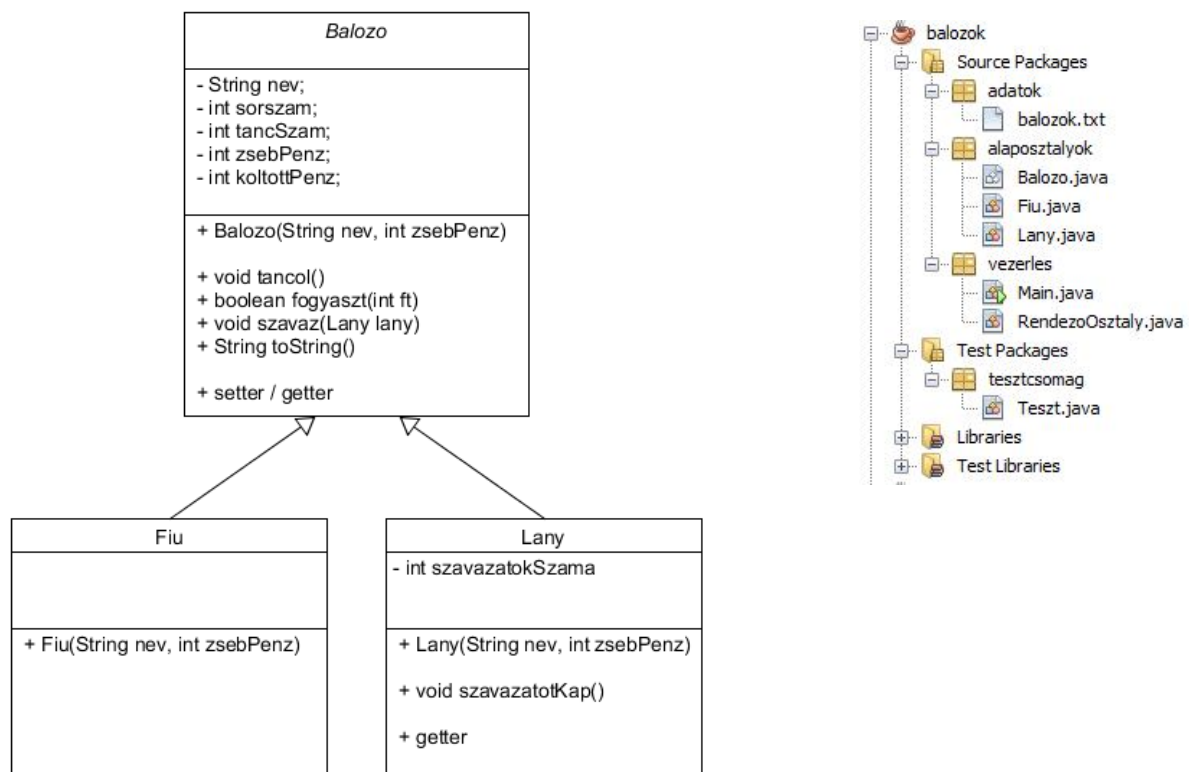 Balozo
- String nev;
- int sorszam;
- int tancSzam;
- int zsebPenz;
- int koltottPenz;
+ Balozo(String nev, int zsebPenz)
+ void tancol()
+ boolean fogyaszt(int ft)
+ void szavaz(Lany lany)
+ String toString()
+ setter / getter
Fiu
+ Fiu(String nev, int zsebPenz)
Lany
- int szavazatokSzama
+ Lany(String nev, int zsebPenz)
+ void szavazatotKap()
+ getter
balozok
Source Packages
adatok
balozok.txt
alaposztalyok
Balozo.java
Fiu.java
Lany.java
vezerles
Main.java
RendezoOsztaly.java
Test Packages
tesztcsomag
Teszt.java
Libraries
Test Libraries